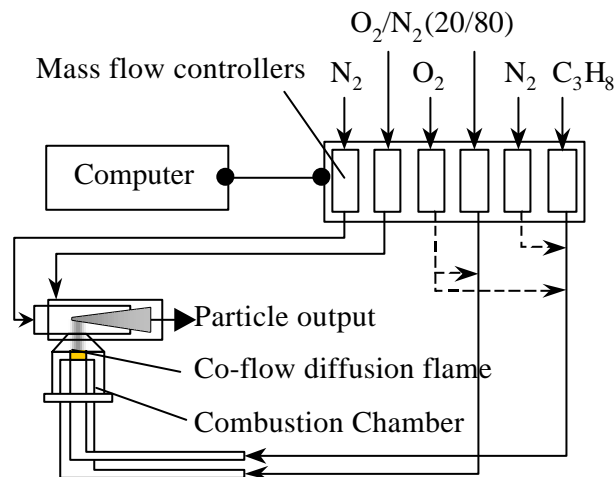 O₂/N₂(20/80)
Mass flow controllers
N₂
O₂
N₂
C₃H₈
Computer
Particle output
Co-flow diffusion flame
Combustion Chamber